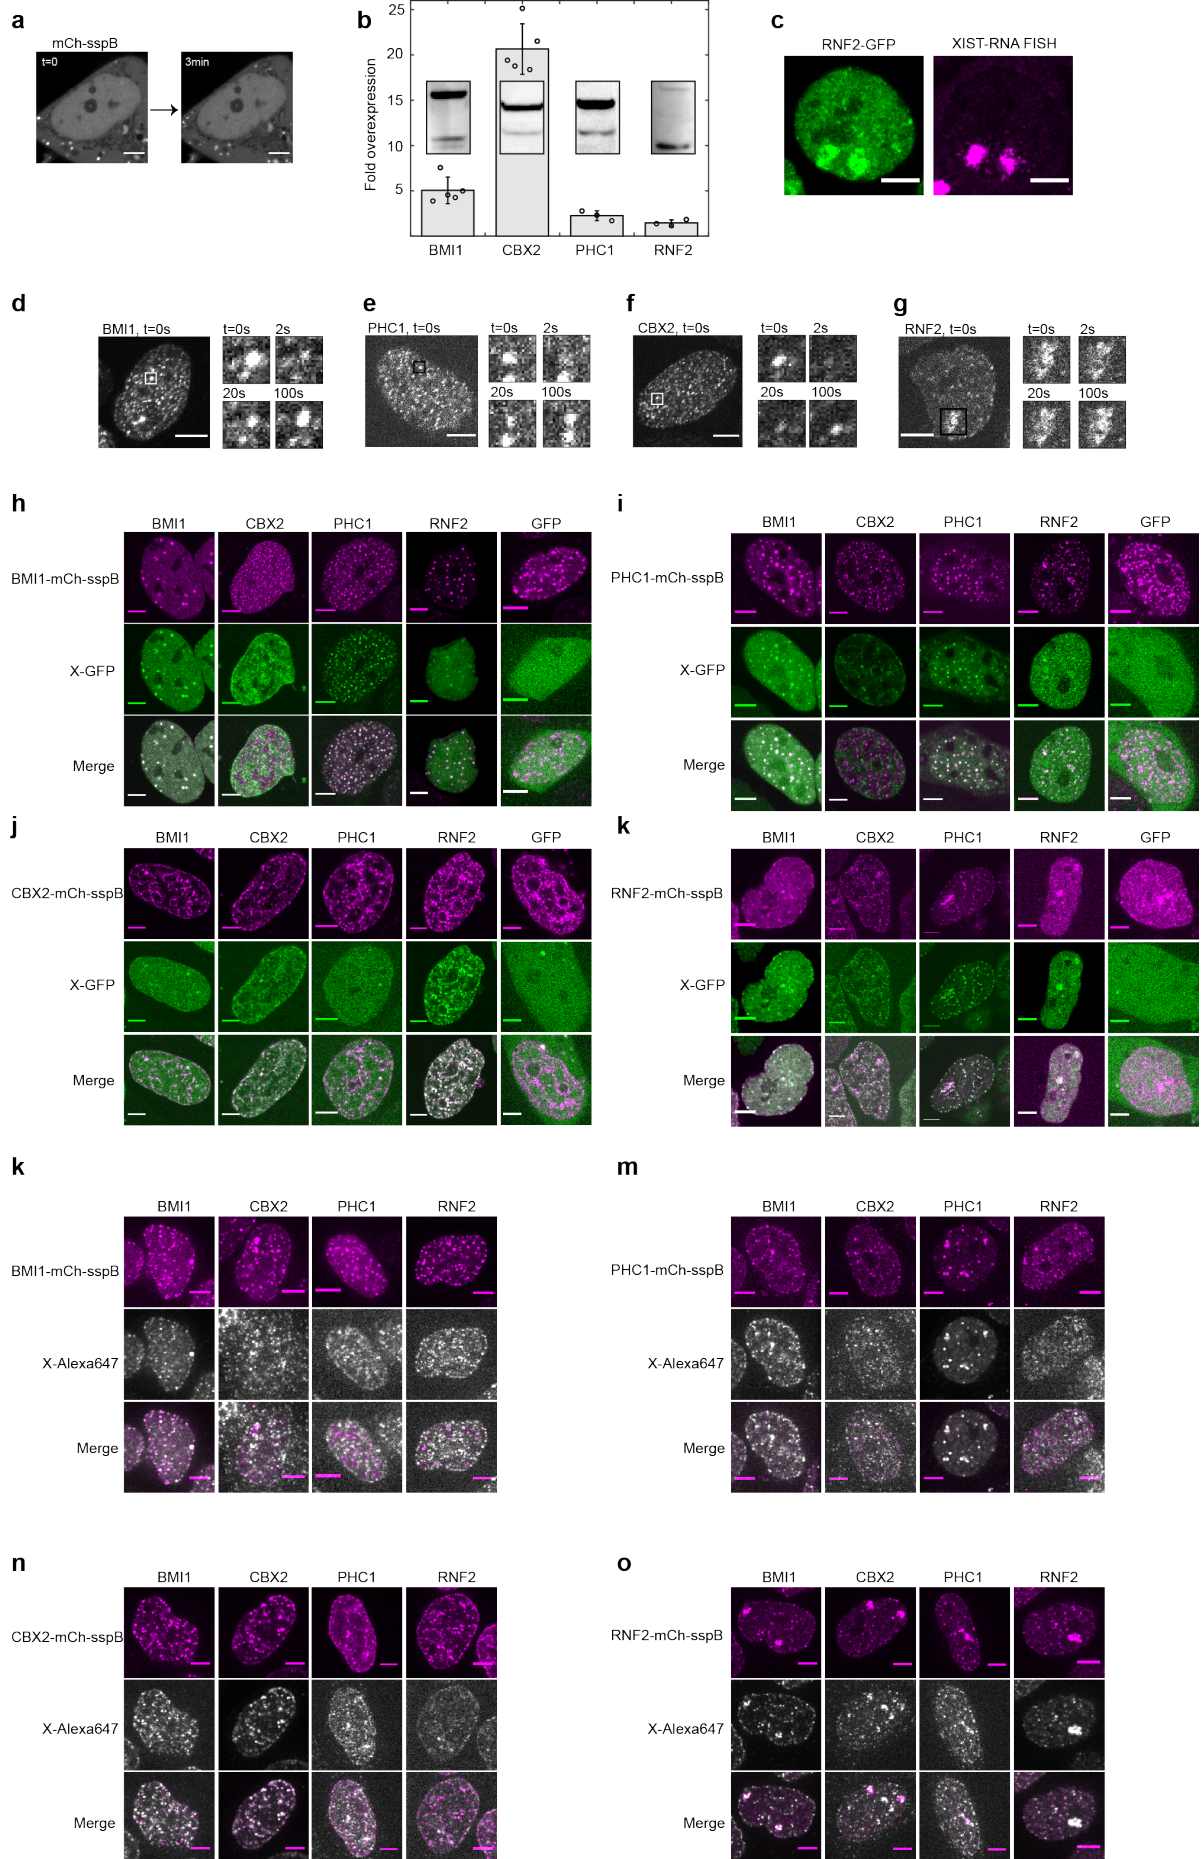 a
mCh-sspB
t=0
3min
b
Fold overexpression
25
20
15
10
5
BMI1 CBX2 PHC1 RNF2
c
RNF2-GFP XIST-RNA FISH
d
BMI1, t=0s
t=0s 2s
20s 100s
e
PHC1, t=0s
t=0s 2s
20s 100s
f
CBX2, t=0s
t=0s 2s
20s 100s
g
RNF2, t=0s
t=0s 2s
20s 100s
h
BMI1 CBX2 PHC1 RNF2 GFP
BMI1-mCh-sspB
X-GFP
Merge
i
BMI1 CBX2 PHC1 RNF2 GFP
PHC1-mCh-sspB
X-GFP
Merge
j
BMI1 CBX2 PHC1 RNF2 GFP
CBX2-mCh-sspB
X-GFP
Merge
k
BMI1 CBX2 PHC1 RNF2 GFP
RNF2-mCh-sspB
X-GFP
Merge
k
BMI1 CBX2 PHC1 RNF2
BMI1-mCh-sspB
X-Alexa647
Merge
m
BMI1 CBX2 PHC1 RNF2
PHC1-mCh-sspB
X-Alexa647
Merge
n
BMI1 CBX2 PHC1 RNF2
CBX2-mCh-sspB
X-Alexa647
Merge
o
BMI1 CBX2 PHC1 RNF2
RNF2-mCh-sspB
X-Alexa647
Merge